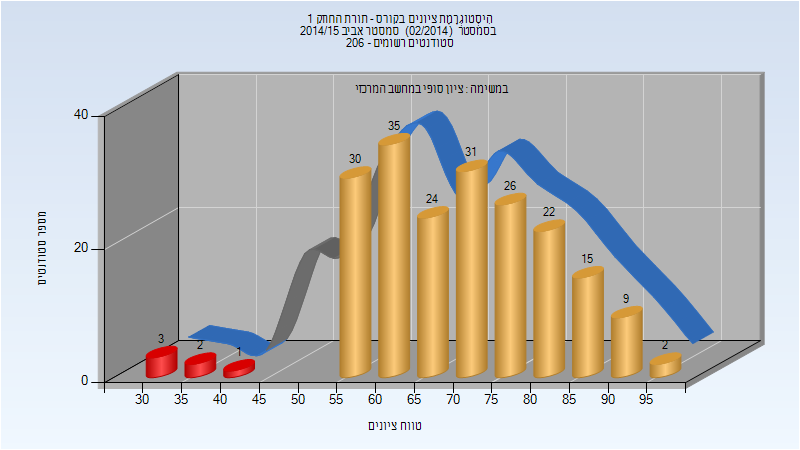 היסטוגרמת ציונים בקורס - תורת החתק 1
בסמסטר (02/2014) סמסטר אביב 2014/15
סטודנטים רשומים - 206
במשימה : ציון סופי במחשב המרכזי
מספר סטודנטים
40
20
0
3
2
1
30
35
24
31
26
22
15
9
2
30 35 40 45 50 55 60 65 70 75 80 85 90 95
טווח ציונים